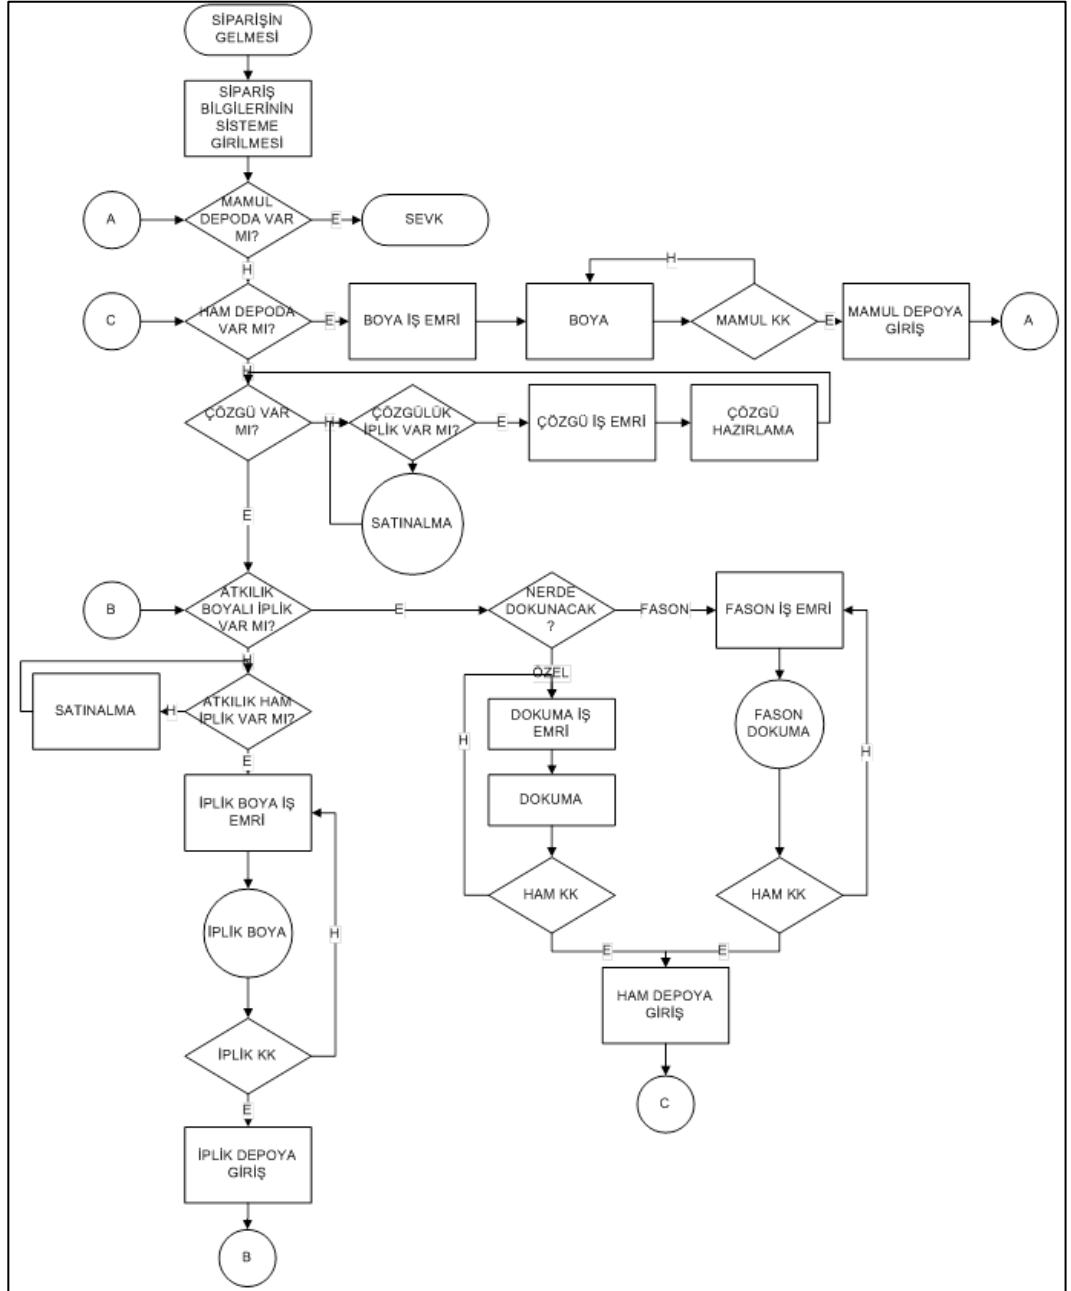 SİPARİŞİN
GELMESİ
SİPARİŞ
BİLGİLERİNİN
SİSTEME
GİRİLMESİ
A
MAMUL
DEPODA VAR
MI?
E
SEVK
H
C
HAM DEPODA
VAR MI?
E
BOYA İŞ EMRİ
BOYA
H
MAMUL KK
E
MAMUL DEPOYA
GİRİŞ
A
H
ÇÖZGÜ VAR
MI?
H
ÇÖZGÜLÜK
İPLİK VAR MI?
E
ÇÖZGÜ İŞ EMRİ
ÇÖZGÜ
HAZIRLAMA
SATINALMA
E
B
ATKILIK
BOYALI İPLİK
VAR MI?
E
NERDE
DOKUNACAK
?
FASON
FASON İŞ EMRİ
H
SATINALMA
H
ATKILIK HAM
İPLİK VAR MI?
E
ÖZEL
DOKUMA İŞ
EMRİ
H
DOKUMA
HAM KK
E
FASON
DOKUMA
H
HAM KK
E
HAM DEPOYA
GİRİŞ
C
İPLİK BOYA İŞ
EMRİ
İPLİK BOYA
H
İPLİK KK
E
İPLİK DEPOYA
GİRİŞ
B